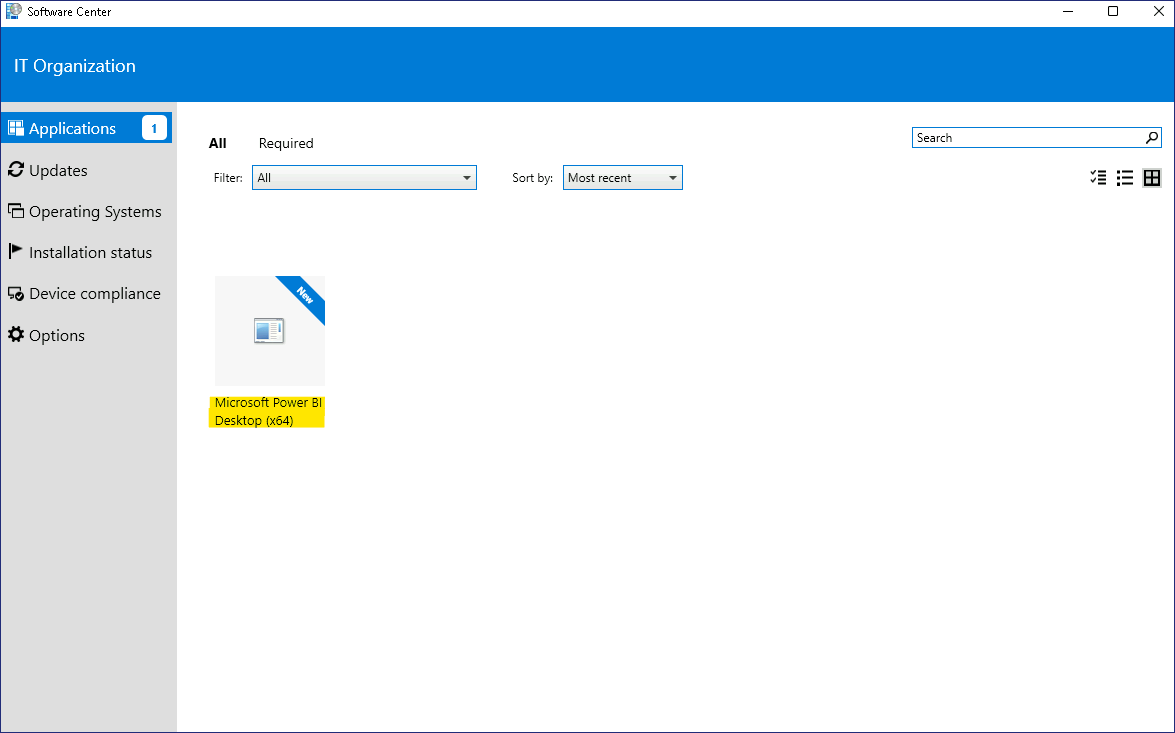 Software Center
IT Organization
Applications 1
Updates
Operating Systems
Installation status
Device compliance
Options
All Required
Search
Filter: All Sort by: Most recent
New
Microsoft Power BI
Desktop (x64)